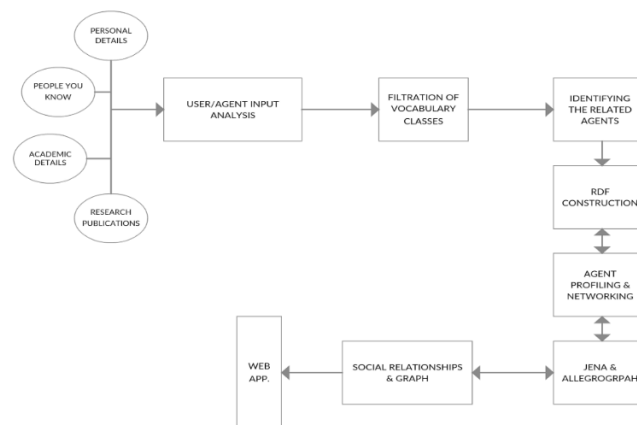 PERSONAL
DETAILS
PEOPLE YOU
KNOW
ACADEMIC
DETAILS
RESEARCH
PUBLICATIONS
USER/AGENT INPUT
ANALYSIS
FILTRATION OF
VOCABULARY
CLASSES
IDENTIFYING
THE RELATED
AGENTS
RDF
CONSTRUCTION
AGENT
PROFILING &
NETWORKING
JENA &
ALLEGROGRPAH
SOCIAL RELATIONSHIPS
& GRAPH
WEB
APP.